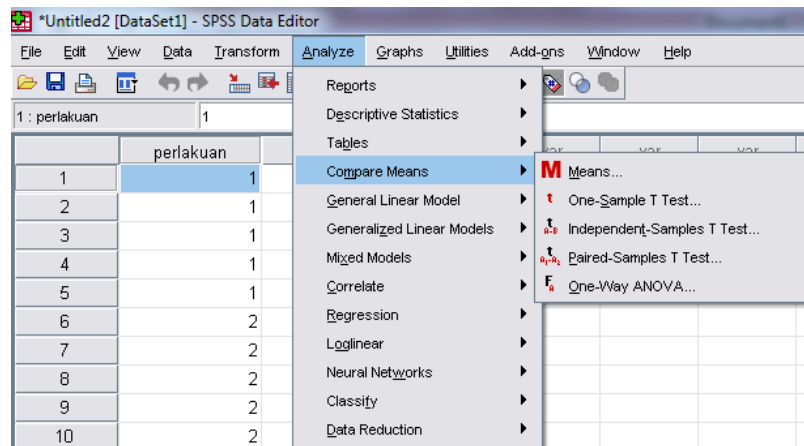 *Untitled2 [DataSet1] - SPSS Data Editor
File Edit View Data Transform Analyze Graphs Utilities Add-ons Window Help
1 : perlakuan 1
perlakuan var var var
1 1
2 1
3 1
4 1
5 1
6 2
7 2
8 2
9 2
10 2
Reports
Descriptive Statistics
Tables
Compare Means
General Linear Model
Generalized Linear Models
Mixed Models
Correlate
Regression
Loglinear
Neural Networks
Classify
Data Reduction
M Means...
t One-Sample T Test...
Independent-Samples T Test...
Paired-Samples T Test...
One-Way ANOVA...